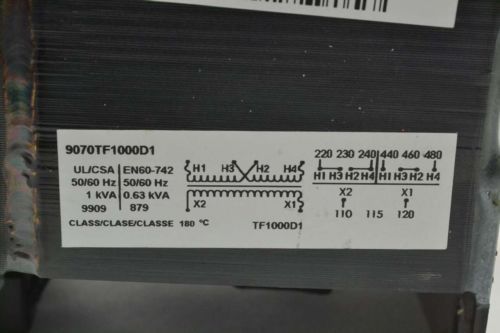 9070TF1000D1
UL/CSA EN60-742
50/60 Hz 50/60 Hz
1 kVA 0.63 kVA
9909 879
CLASS/CLASE/CLASSE 180 °C
H1 H3 H2 H4
X2 X1
TF1000D1
220 230 240 440 460 480
H1 H3 H2 H4 H1 H3 H2 H4
X2 X1
110 115 120